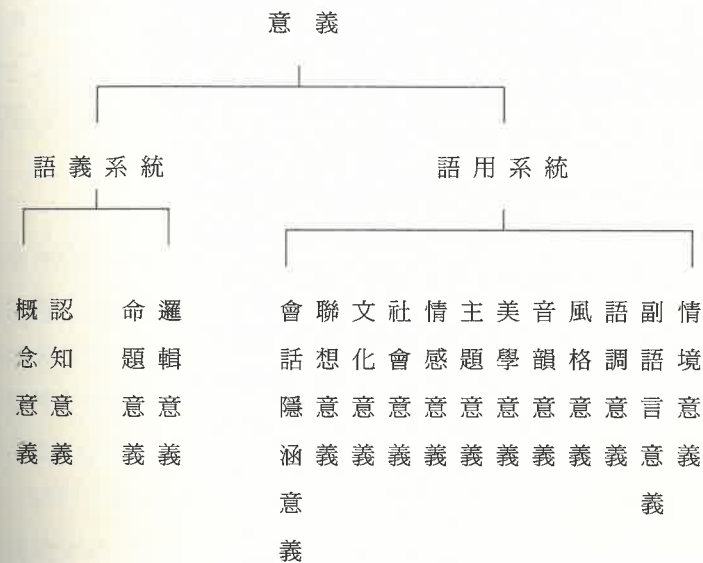 意義
語義系統
語用系統
概念意義
認知意義
命題意義
邏輯意義
會話隱涵意義
聯想意義
文化意義
社會意義
情感意義
主題意義
美學意義
音韻意義
風格意義
語調意義
副語言意義
情境意義